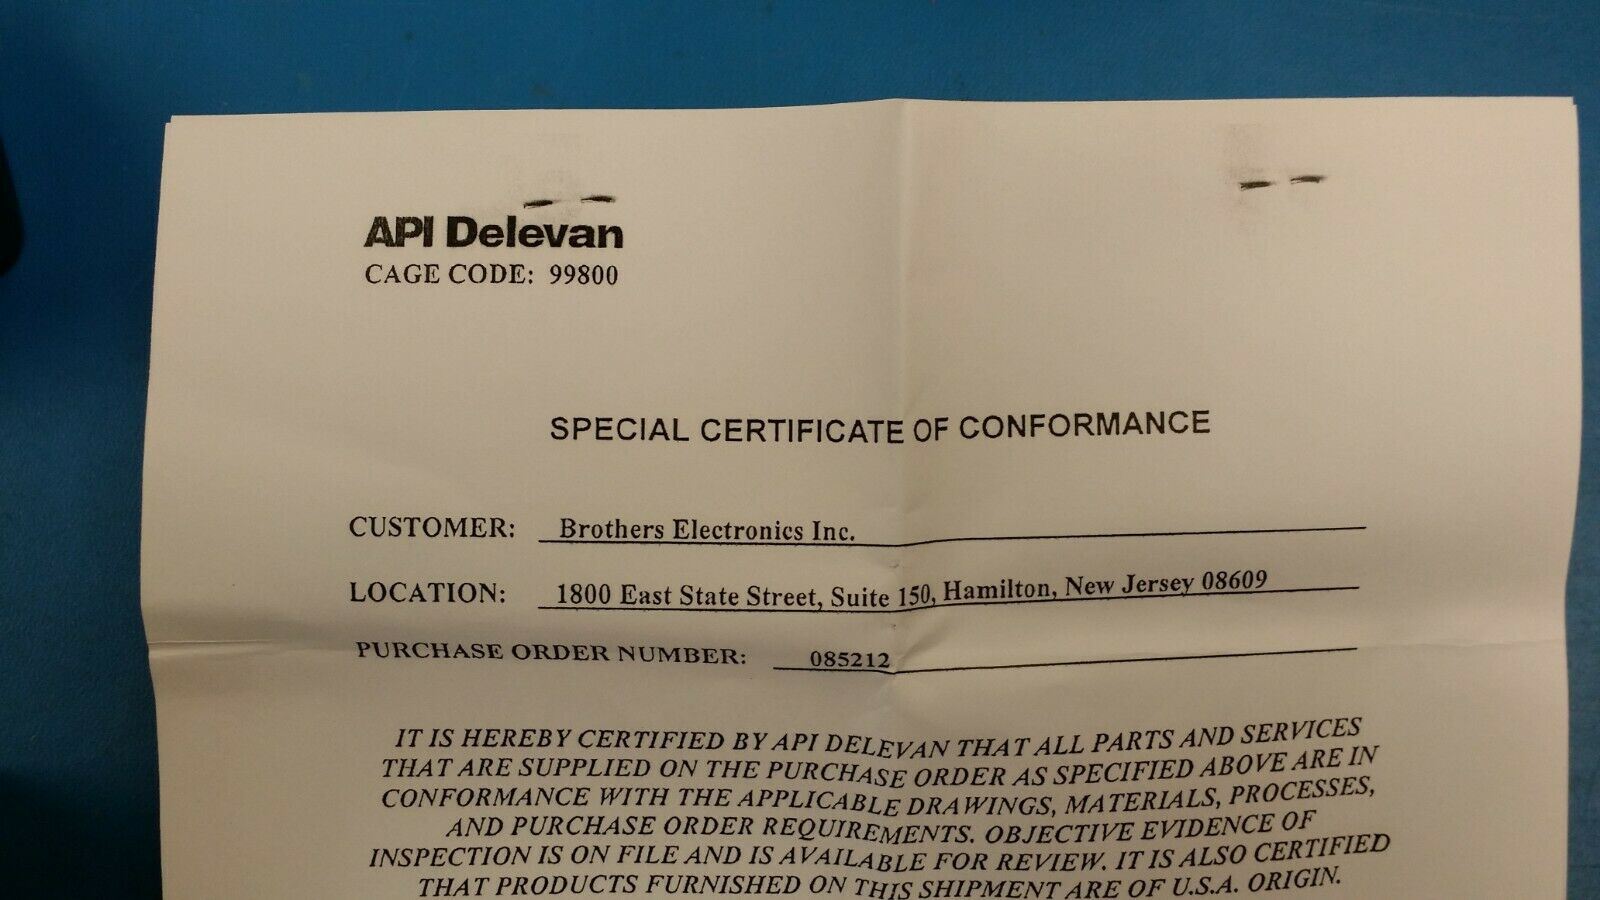 API Delevan
CAGE CODE: 99800
SPECIAL CERTIFICATE OF CONFORMANCE
CUSTOMER: Brothers Electronics Inc.
LOCATION: 1800 East State Street, Suite 150, Hamilton, New Jersey 08609
PURCHASE ORDER NUMBER: 085212
IT IS HEREBY CERTIFIED BY API DELEVAN THAT ALL PARTS AND SERVICES
THAT ARE SUPPLIED ON THE PURCHASE ORDER AS SPECIFIED ABOVE ARE IN
CONFORMANCE WITH THE APPLICABLE DRAWINGS, MATERIALS, PROCESSES,
AND PURCHASE ORDER REQUIREMENTS. OBJECTIVE EVIDENCE OF
INSPECTION IS ON FILE AND IS AVAILABLE FOR REVIEW. IT IS ALSO CERTIFIED
THAT PRODUCTS FURNISHED ON THIS SHIPMENT ARE OF U.S.A. ORIGIN.